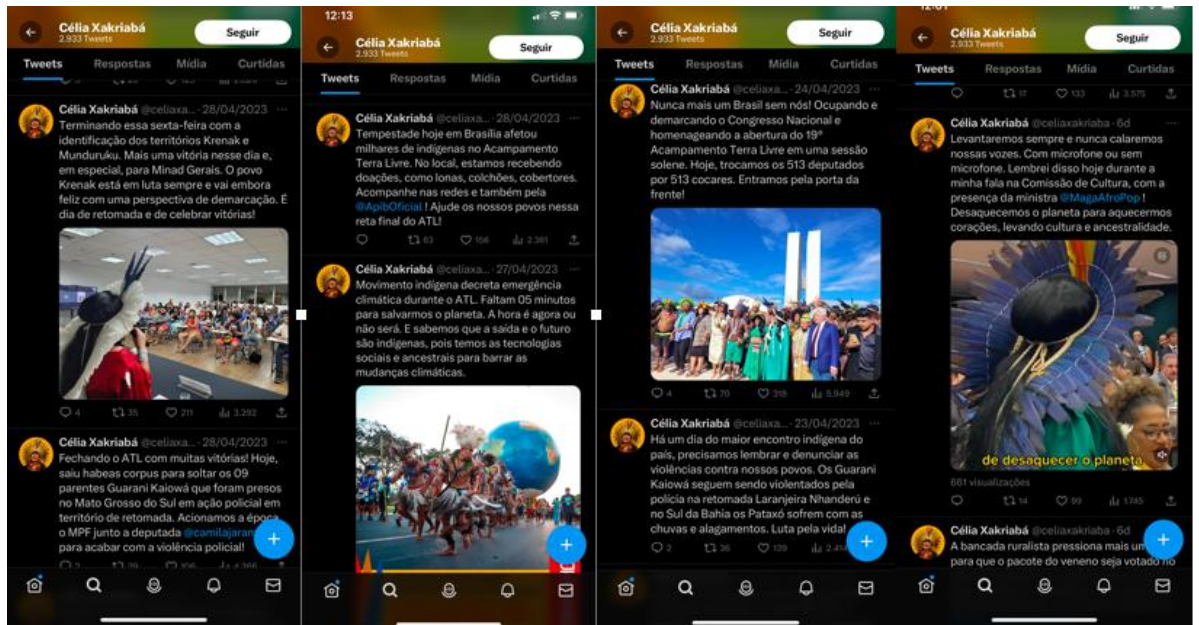 Célia Xakriabá
2.933 Tweets
Seguir
Tweets Respostas Mídia Curtidas
Célia Xakriabá @celiaxa... · 28/04/2023 ...
Terminando essa sexta-feira com a
identificação dos territórios Krenak e
Munduruku. Mais uma vitória nesse dia e,
em especial, para Minad Gerais. O povo
Krenak está em luta sempre e vai embora
feliz com uma perspectiva de demarcação. É
dia de retomada e de celebrar vitórias!
4 35 211 3.292
Célia Xakriabá @celiaxa... · 28/04/2023 ...
Fechando o ATL com muitas vitórias! Hoje,
saiu habeas corpus para soltar os 09
parentes Guarani Kaiowá que foram presos
no Mato Grosso do Sul em ação policial em
território de retomada. Acionamos a época
o MPF junto a deputada @camilajara
para acabar com a violência policial!
12:13
Célia Xakriabá
2.933 Tweets
Seguir
Tweets Respostas Mídia Curtidas
Célia Xakriabá @celiaxa... · 28/04/2023 ...
Tempestade hoje em Brasília afetou
milhares de indígenas no Acampamento
Terra Livre. No local, estamos recebendo
doações, como lonas, colchões, cobertores.
Acompanhe nas redes e também pela
@ApibOficial ! Ajude os nossos povos nessa
reta final do ATL!
63 156 2.381
Célia Xakriabá @celiaxa... · 27/04/2023 ...
Movimento indígena decreta emergência
climática durante o ATL. Faltam 05 minutos
para salvarmos o planeta. A hora é agora ou
não será. E sabemos que a saída e o futuro
são indígenas, pois temos as tecnologias
sociais e ancestrais para barrar as
mudanças climáticas.
Célia Xakriabá
2.933 Tweets
Seguir
Tweets Respostas Mídia Curtidas
Célia Xakriabá @celiaxa... · 24/04/2023 ...
Nunca mais um Brasil sem nós! Ocupando e
demarcando o Congresso Nacional e
homenageando a abertura do 19º
Acampamento Terra Livre em uma sessão
solene. Hoje, trocamos os 513 deputados
por 513 cocares. Entramos pela porta da
frente!
4 70 318 5.949
Célia Xakriabá @celiaxa... · 23/04/2023 ...
Há um dia do maior encontro indígena do
país, precisamos lembrar e denunciar as
violências contra nossos povos. Os Guarani
Kaiowá seguem sendo violentados pela
polícia na retomada Laranjeira Nhanderú e
no Sul da Bahia os Pataxó sofrem com as
chuvas e alagamentos. Luta pela vida!
2 36 139
Célia Xakriabá
2.933 Tweets
Seguir
Tweets Respostas Mídia Curtidas
17 133 3.575
Célia Xakriabá @celiaxakriaba · 6d ...
Levantaremos sempre e nunca calaremos
nossas vozes. Com microfone ou sem
microfone. Lembrei disso hoje durante a
minha fala na Comissão de Cultura, com a
presença da ministra @MagaAfroPop !
Desaquecemos o planeta para aquecermos
corações, levando cultura e ancestralidade.
de desaquecer o planeta
661 visualizações
14 99 1.745
Célia Xakriabá @celiaxakriaba · 6d
A bancada ruralista pressiona mais um
para que o pacote do veneno seja votado no